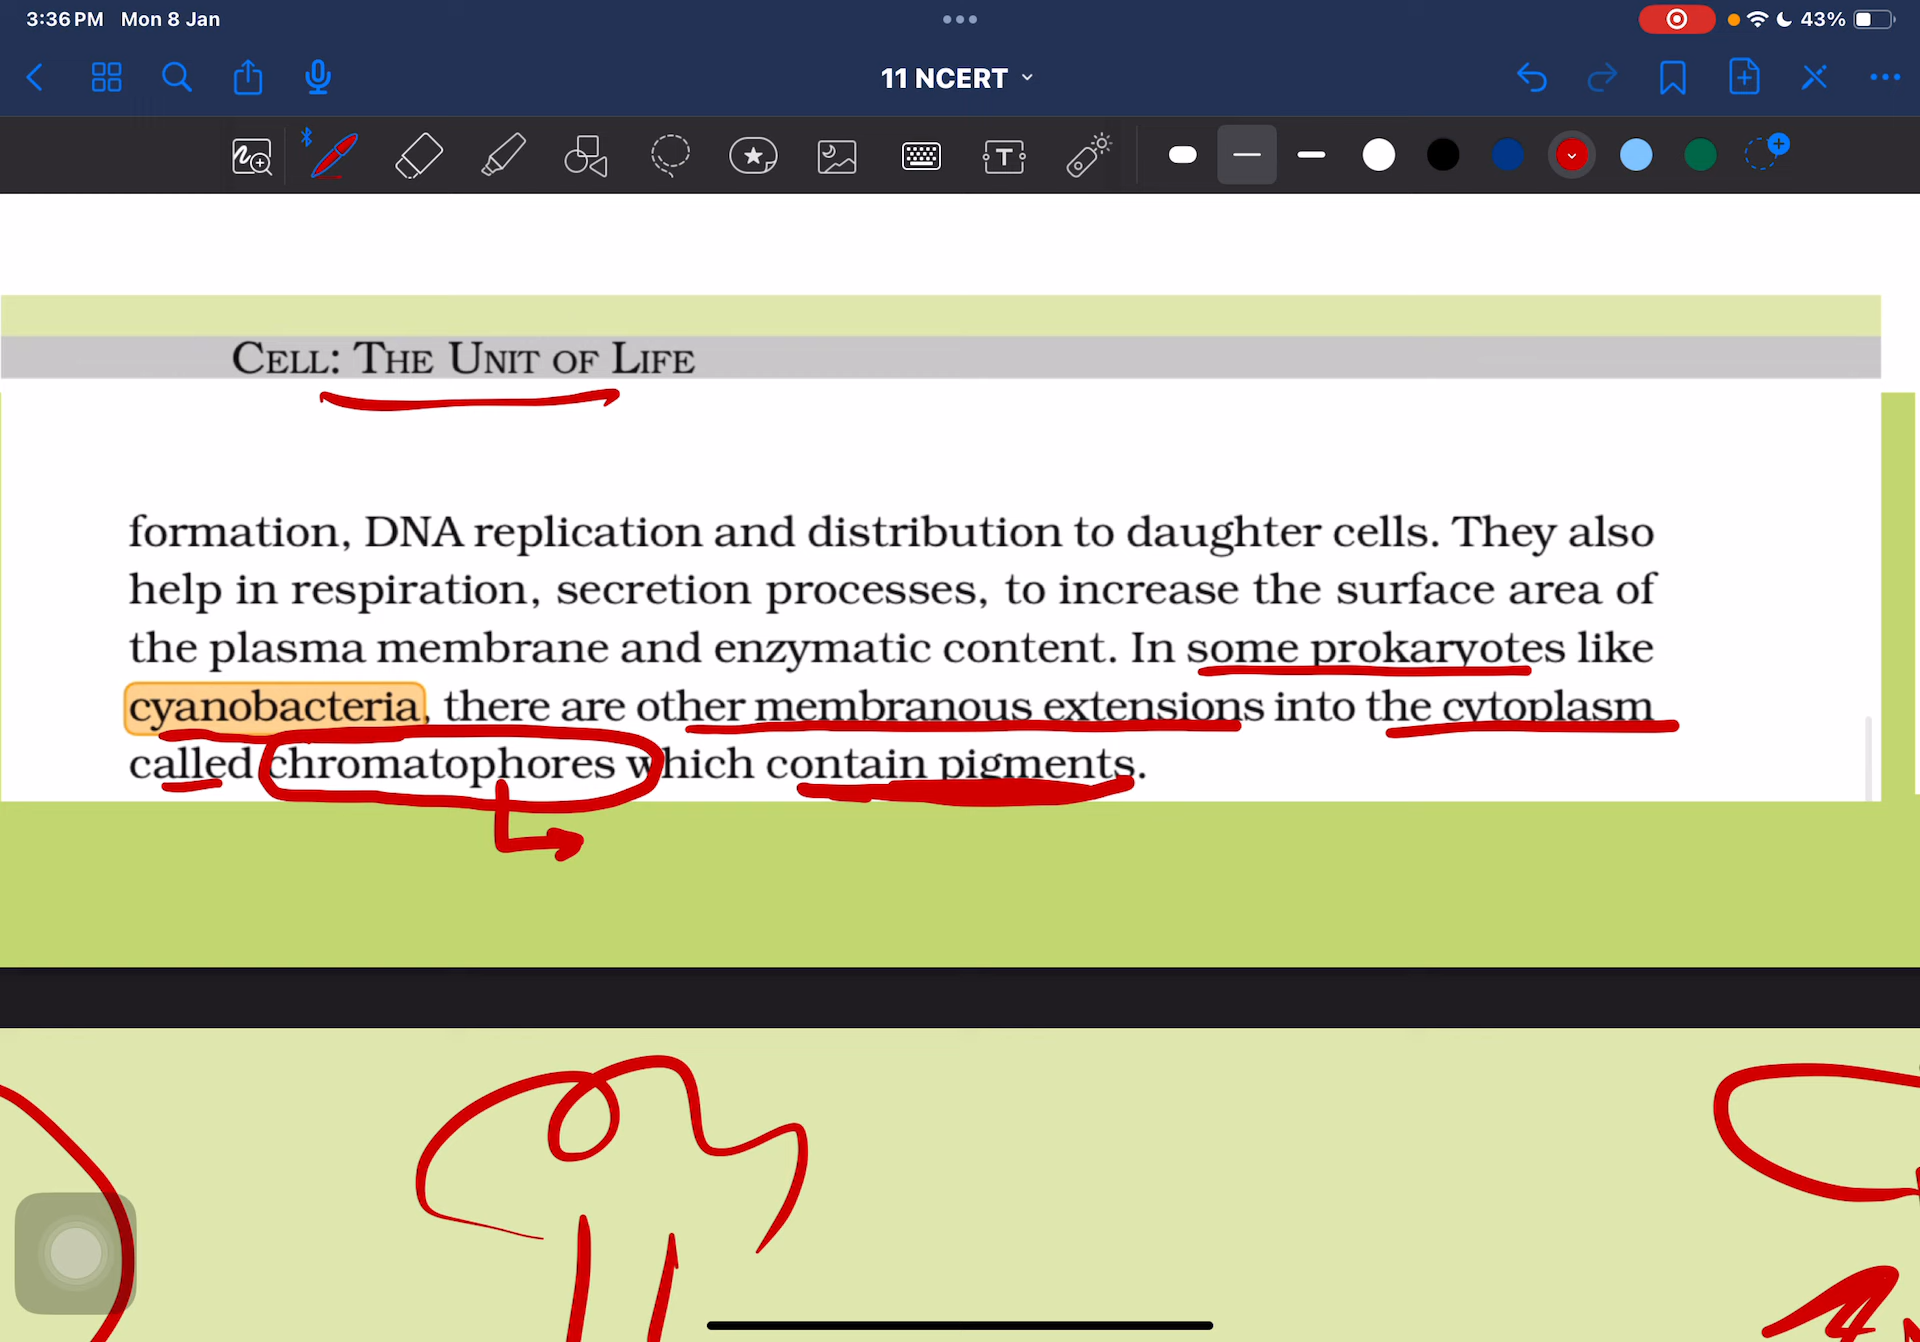 3:36 PM Mon 8 Jan
43%
11 NCERT
T
CELL: THE UNIT OF LIFE
formation, DNA replication and distribution to daughter cells. They also
help in respiration, secretion processes, to increase the surface area of
the plasma membrane and enzymatic content. In some prokaryotes like
cyanobacteria, there are other membranous extensions into the cytoplasm
called chromatophores which contain pigments.